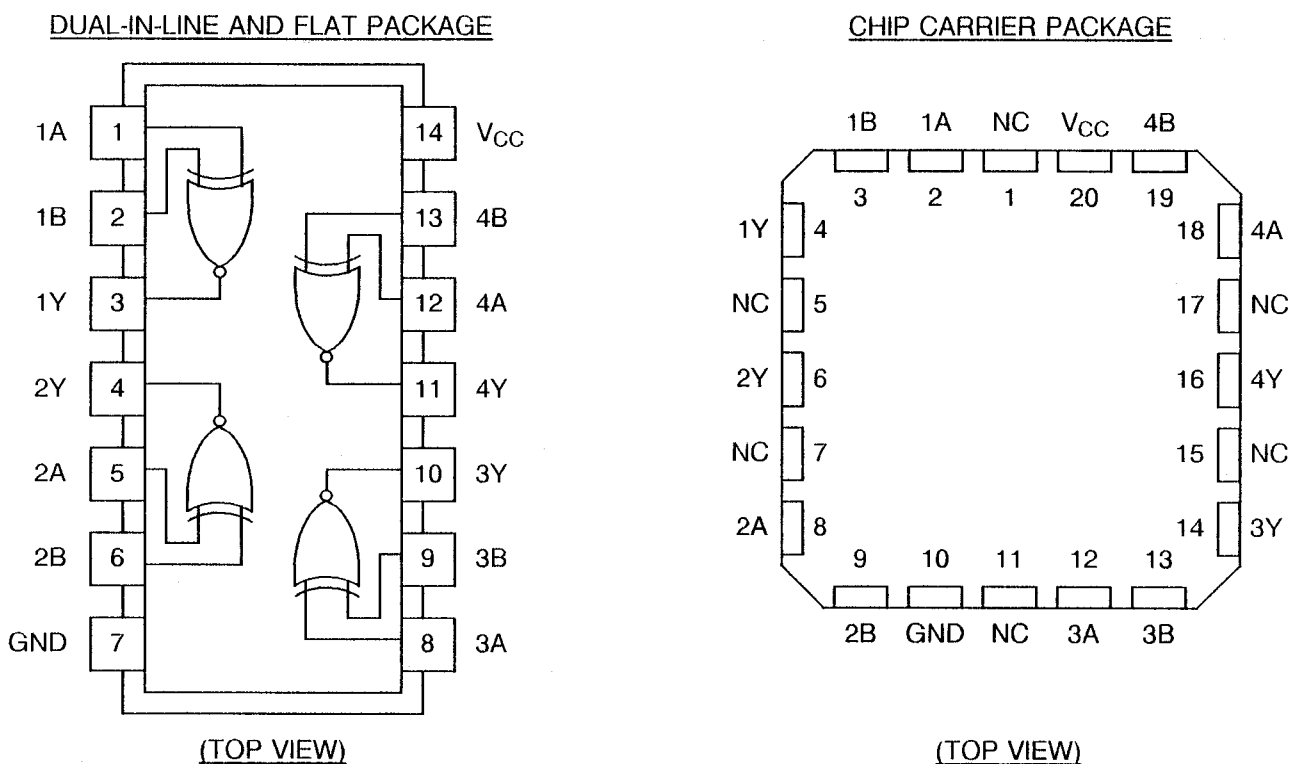 DUAL-IN-LINE AND FLAT PACKAGE
1A 1 14 VCC
1B 2 13 4B
1Y 3 12 4A
2Y 4 11 4Y
2A 5 10 3Y
2B 6 9 3B
GND 7 8 3A
(TOP VIEW)
CHIP CARRIER PACKAGE
1B 1A NC VCC 4B
3 2 1 20 19
1Y 4 18 4A
NC 5 17 NC
2Y 6 16 4Y
NC 7 15 NC
2A 8 14 3Y
9 10 11 12 13
2B GND NC 3A 3B
(TOP VIEW)